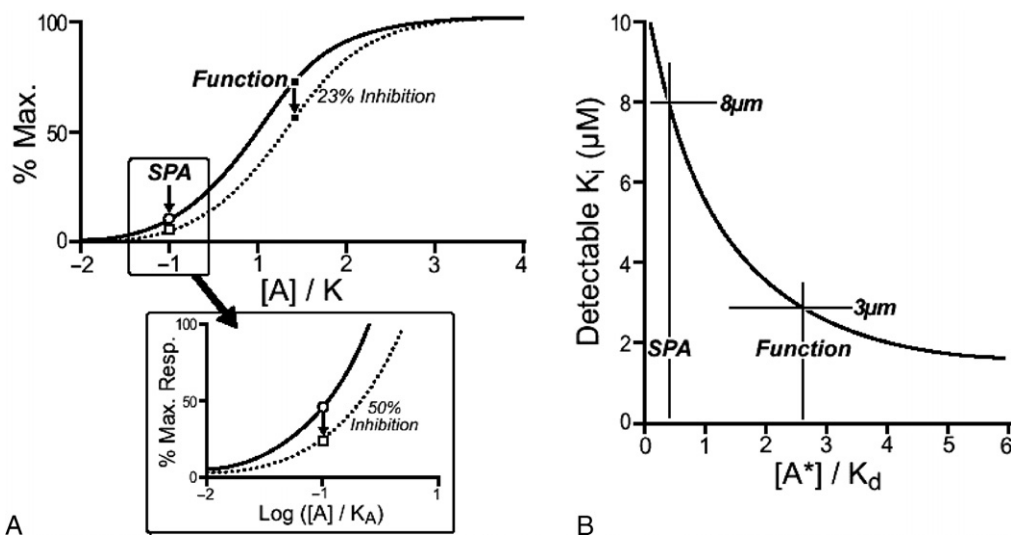 100
50
0
% Max.
Function
23% Inhibition
SPA
–2
–1
1
2
3
4
[A] / K
100
50
0
% Max. Resp.
50%
Inhibition
–2
–1
1
Log ([A] / KA)
A
10
8
6
4
2
0
Detectable Ki (µM)
8µm
3µm
SPA
Function
0
1
2
3
4
5
6
[A*] / Kd
B